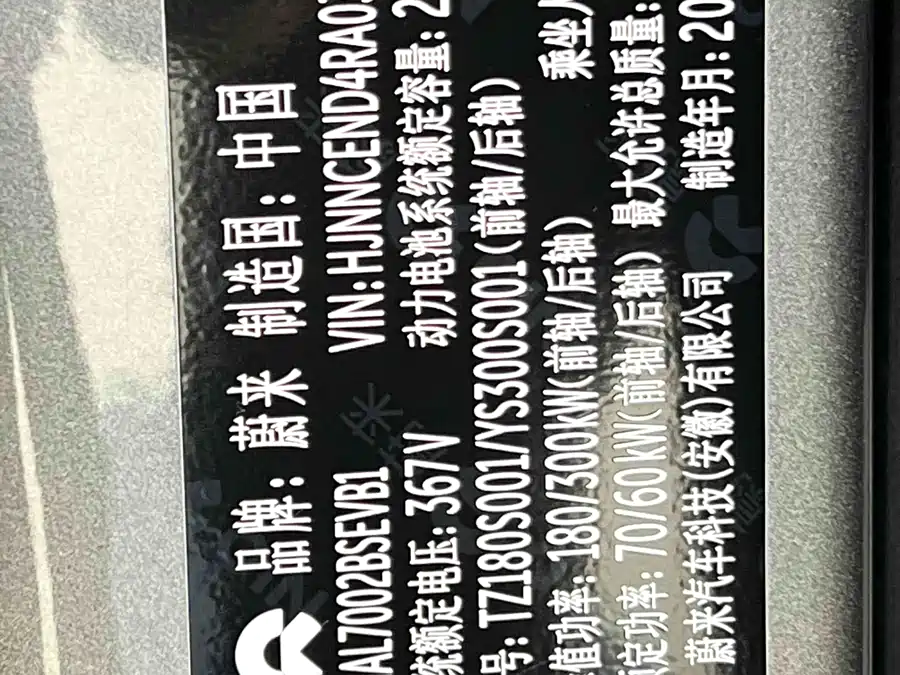 品牌: 蔚来 制造国: 中国
AL7002BSEVB1 VIN: HJNNCEND4RA03
统额定电压: 367V 动力电池系统额定容量: 2
号: TZ180S001/YS300S001(前轴/后轴)
值功率: 180/300kW(前轴/后轴) 乘坐人
定功率: 70/60kW(前轴/后轴) 最大允许总质量:
蔚来汽车科技(安徽)有限公司 制造年月: 20